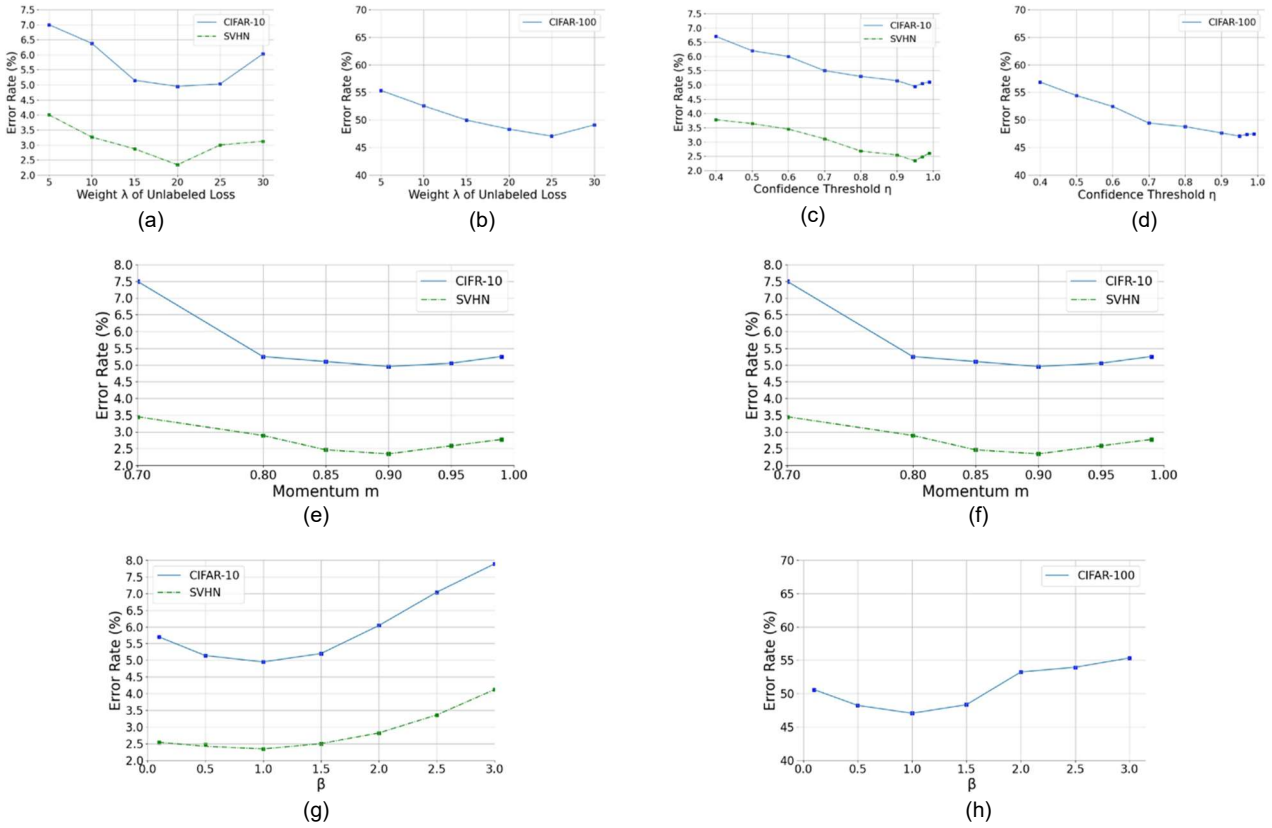 7.5
7.0
6.5
6.0
5.5
5.0
4.5
4.0
3.5
3.0
2.5
2.0
Error Rate (%)
CIFAR-10
SVHN
5 10 15 20 25 30
Weight λ of Unlabeled Loss
(a)
70
65
60
55
50
45
40
Error Rate (%)
CIFAR-100
5 10 15 20 25 30
Weight λ of Unlabeled Loss
(b)
7.5
7.0
6.5
6.0
5.5
5.0
4.5
4.0
3.5
3.0
2.5
2.0
Error Rate (%)
CIFAR-10
SVHN
0.4 0.5 0.6 0.7 0.8 0.9 1.0
Confidence Threshold η
(c)
70
65
60
55
50
45
40
Error Rate (%)
CIFAR-100
0.4 0.5 0.6 0.7 0.8 0.9 1.0
Confidence Threshold η
(d)
8.0
7.5
7.0
6.5
6.0
5.5
5.0
4.5
4.0
3.5
3.0
2.5
2.0
Error Rate (%)
CIFR-10
SVHN
0.70 0.80 0.85 0.90 0.95 1.00
Momentum m
(e)
8.0
7.5
7.0
6.5
6.0
5.5
5.0
4.5
4.0
3.5
3.0
2.5
2.0
Error Rate (%)
CIFR-10
SVHN
0.70 0.80 0.85 0.90 0.95 1.00
Momentum m
(f)
8.0
7.5
7.0
6.5
6.0
5.5
5.0
4.5
4.0
3.5
3.0
2.5
2.0
Error Rate (%)
CIFAR-10
SVHN
0.0 0.5 1.0 1.5 2.0 2.5 3.0
β
(g)
70
65
60
55
50
45
40
Error Rate (%)
CIFAR-100
0.0 0.5 1.0 1.5 2.0 2.5 3.0
β
(h)